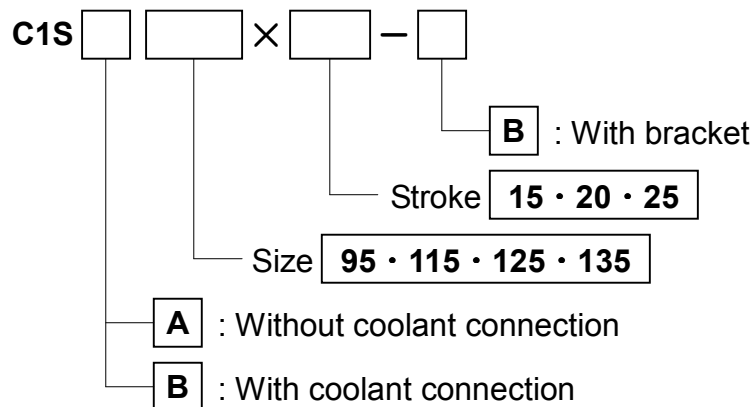 C1S × −
B : With bracket
Stroke 15・20・25
Size 95・115・125・135
A : Without coolant connection
B : With coolant connection